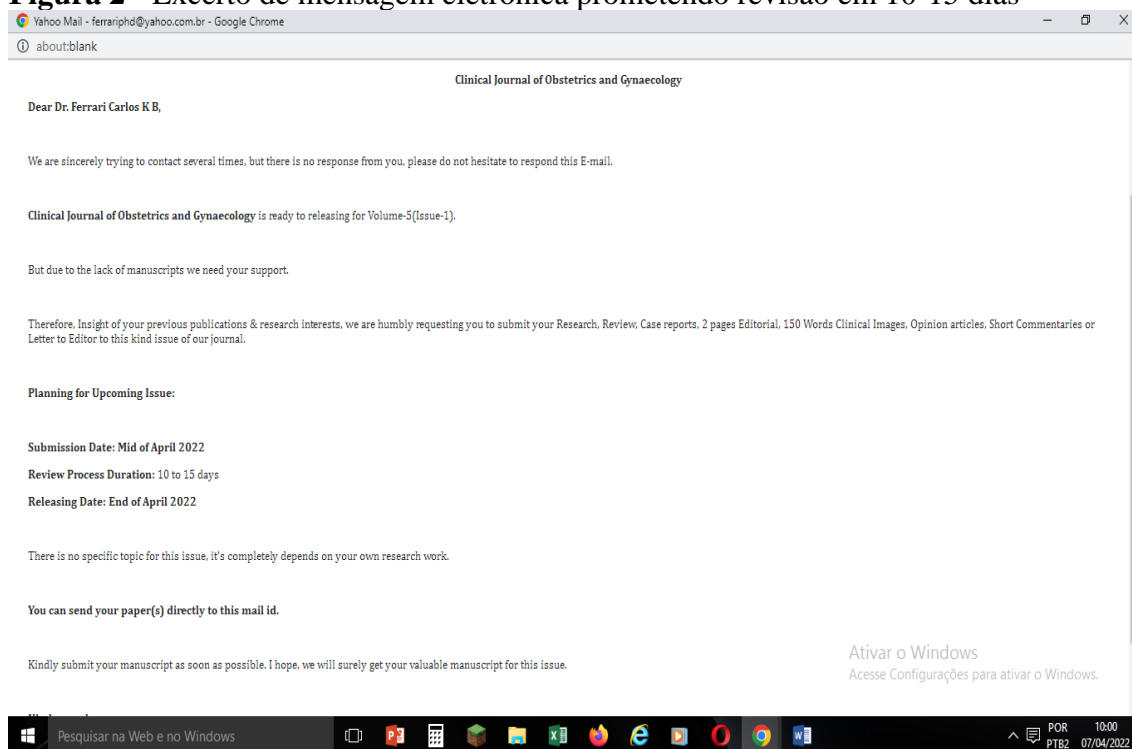 Figura 2 - Excerto de mensagem eletrônica prometendo revisão em 10-15 dias
Yahoo Mail - ferrariphd@yahoo.com.br - Google Chrome
about:blank
Clinical Journal of Obstetrics and Gynaecology
Dear Dr. Ferrari Carlos K B,
We are sincerely trying to contact several times, but there is no response from you, please do not hesitate to respond this E-mail.
Clinical Journal of Obstetrics and Gynaecology is ready to releasing for Volume-5(Issue-1).
But due to the lack of manuscripts we need your support.
Therefore, Insight of your previous publications & research interests, we are humbly requesting you to submit your Research, Review, Case reports, 2 pages Editorial, 150 Words Clinical Images, Opinion articles, Short Commentaries or
Letter to Editor to this kind issue of our journal.
Planning for Upcoming Issue:
Submission Date: Mid of April 2022
Review Process Duration: 10 to 15 days
Releasing Date: End of April 2022
There is no specific topic for this issue, it's completely depends on your own research work.
You can send your paper(s) directly to this mail id.
Kindly submit your manuscript as soon as possible. I hope, we will surely get your valuable manuscript for this issue.
Ativar o Windows
Acesse Configurações para ativar o Windows.
Pesquisar na Web e no Windows
POR 10:00
PTB2 07/04/2022